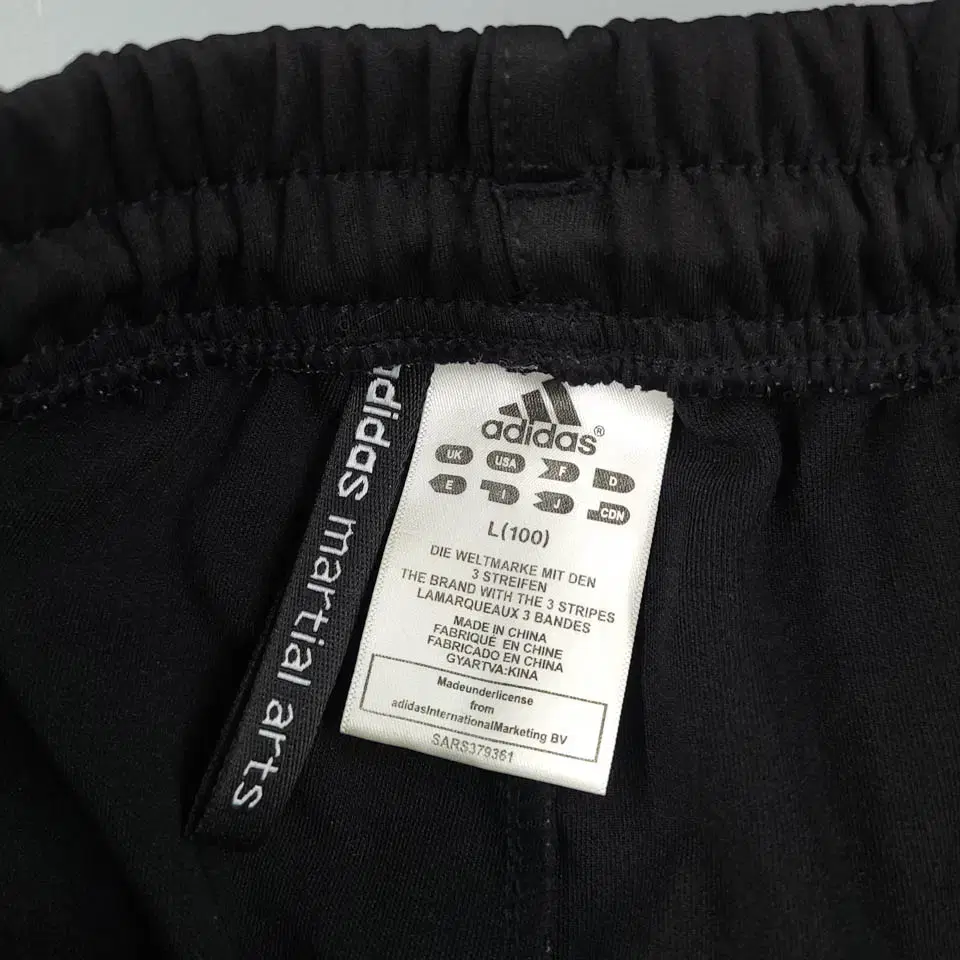 adidas martial arts
adidas®
UK USA F D
E I J CDN
L(100)
DIE WELTMARKE MIT DEN
3 STREIFEN
THE BRAND WITH THE 3 STRIPES
LAMARQUEAUX 3 BANDES
MADE IN CHINA
FABRIQUÉ EN CHINE
FABRICADO EN CHINA
GYARTVA:KINA
Madeunderlicense
from
adidasInternationalMarketing BV
SARS379361